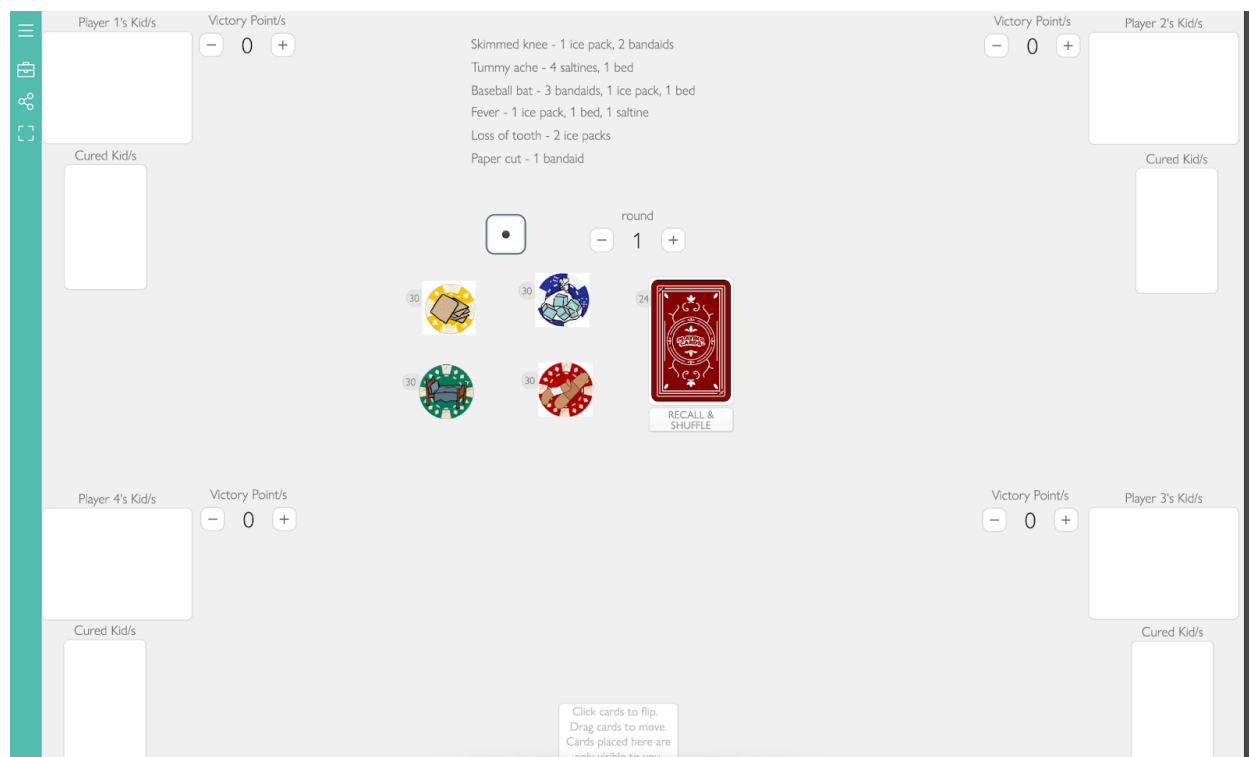 Player 1's Kid/s
Victory Point/s
− 0 +
Victory Point/s
− 0 +
Player 2's Kid/s
Skimmed knee - 1 ice pack, 2 bandaids
Tummy ache - 4 saltines, 1 bed
Baseball bat - 3 bandaids, 1 ice pack, 1 bed
Fever - 1 ice pack, 1 bed, 1 saltine
Loss of tooth - 2 ice packs
Paper cut - 1 bandaid
Cured Kid/s
Cured Kid/s
round
− 1 +
30
30
24
30
30
RECALL &
SHUFFLE
Player 4's Kid/s
Victory Point/s
− 0 +
Victory Point/s
− 0 +
Player 3's Kid/s
Cured Kid/s
Cured Kid/s
Click cards to flip.
Drag cards to move.
Cards placed here are
only visible to you.